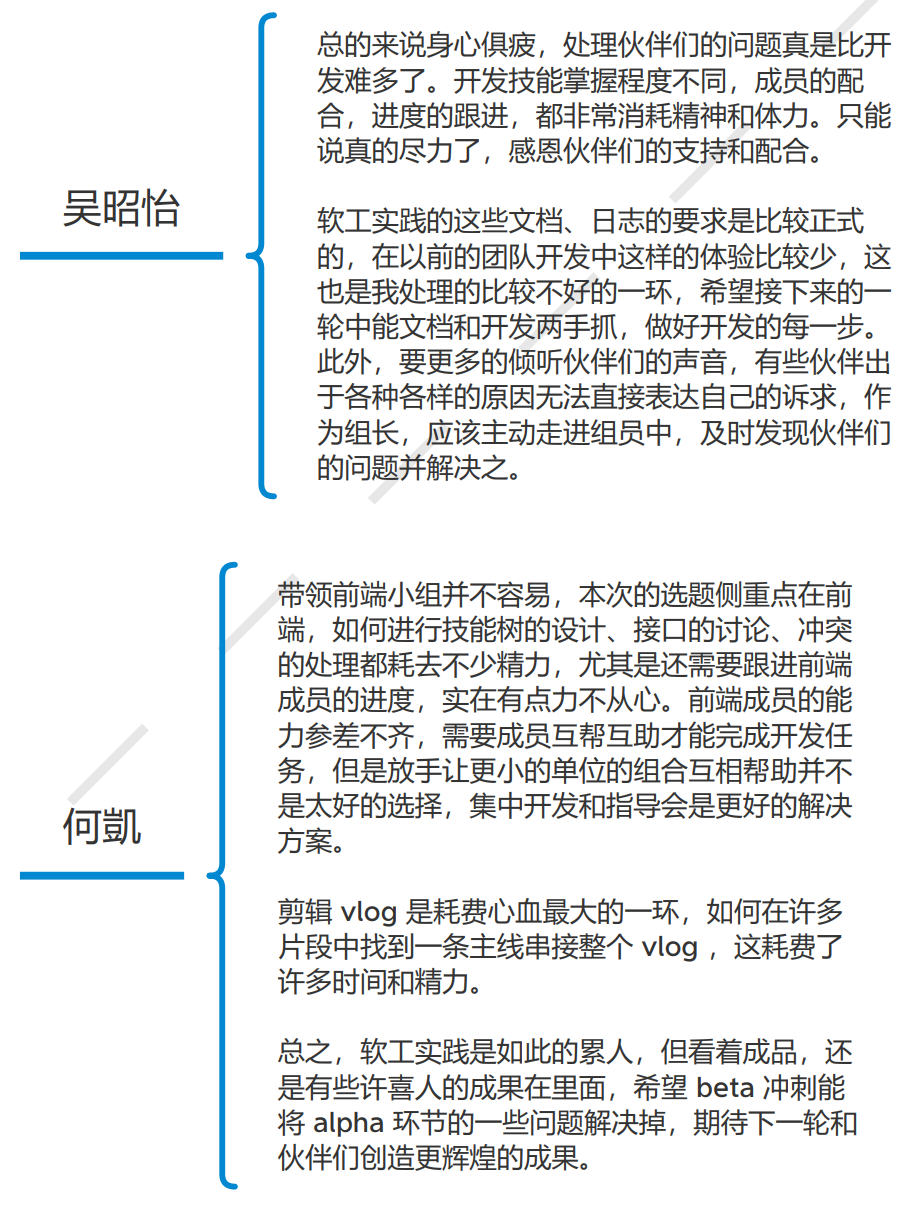 吴昭怡
总的来说身心俱疲，处理伙伴们的问题真是比开
发难多了。开发技能掌握程度不同，成员的配
合，进度的跟进，都非常消耗精神和体力。只能
说真的尽力了，感恩伙伴们的支持和配合。
软工实践的这些文档、日志的要求是比较正式
的，在以前的团队开发中这样的体验比较少，这
也是我处理的比较不好的一环，希望接下来的一
轮中能文档和开发两手抓，做好开发的每一步。
此外，要更多的倾听伙伴们的声音，有些伙伴出
于各种各样的原因无法直接表达自己的诉求，作
为组长，应该主动走进组员中，及时发现伙伴们
的问题并解决之。
何凱
带领前端小组并不容易，本次的选题侧重点在前
端，如何进行技能树的设计、接口的讨论、冲突
的处理都耗去不少精力，尤其是还需要跟进前端
成员的进度，实在有点力不从心。前端成员的能
力参差不齐，需要成员互帮互助才能完成开发任
务，但是放手让更小的单位的组合互相帮助并不
是太好的选择，集中开发和指导会是更好的解决
方案。
剪辑 vlog 是耗费心血最大的一环，如何在许多
片段中找到一条主线串接整个 vlog ，这耗费了
许多时间和精力。
总之，软工实践是如此的累人，但看着成品，还
是有些许喜人的成果在里面，希望 beta 冲刺能
将 alpha 环节的一些问题解决掉，期待下一轮和
伙伴们创造更辉煌的成果。